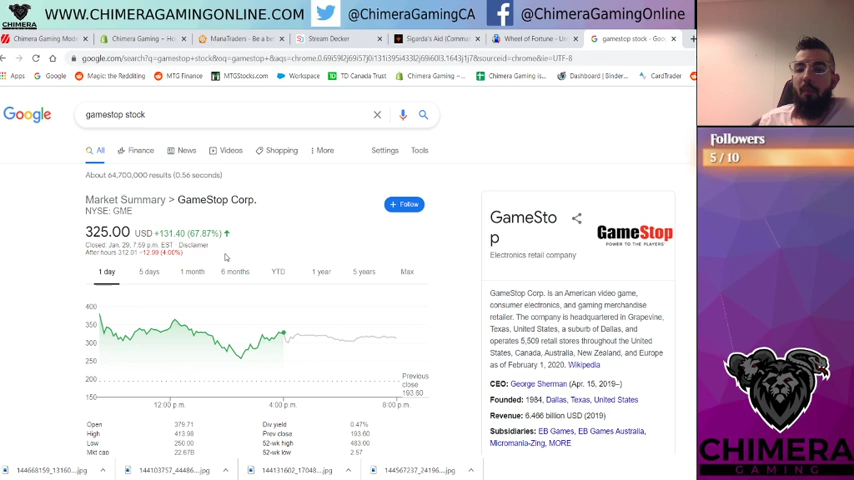 CHIMERA
GAMING
WWW.CHIMERAGAMINGONLINE.COM
@ChimeraGamingCA
@ChimeraGamingOnline
Chimera Gaming Mode
Chimera Gaming – Ho
ManaTraders - Be a be
Stream Decker
Sigarda's Aid (Comma
Wheel of Fortune - Un
gamestop stock - Goo
Apps
Gmail
Magic: the Redditing
MTG Finance
MTGStocks.com
Workspace
TD Canada Trust
Chimera Gaming –
Chimera Gaming is...
Dashboard | Binder...
CardTrader
Google
gamestop stock
All
Finance
News
Videos
Shopping
More
Settings
Tools
About 64,700,000 results (0.56 seconds)
Market Summary > GameStop Corp.
NYSE: GME
Follow
325.00 USD +131.40 (67.87%)
Closed: Jan. 29, 7:59 p.m. EST · Disclaimer
After hours 312.01 −12.99 (4.00%)
1 day
5 days
1 month
6 months
YTD
1 year
5 years
Max
400
350
300
250
200
150
Previous
close
193.60
12:00 p.m.
4:00 p.m.
8:00 p.m.
Open 379.71
High 413.98
Low 250.00
Mkt cap 22.67B
Div yield 0.47%
Prev close 193.60
52-wk high 483.00
52-wk low 2.57
GameSto
p
Electronics retail company
GameStop
POWER TO THE PLAYERS
GameStop Corp. is an American video game,
consumer electronics, and gaming merchandise
retailer. The company is headquartered in Grapevine,
Texas, United States, a suburb of Dallas, and
operates 5,509 retail stores throughout the United
States, Canada, Australia, New Zealand, and Europe
as of February 1, 2020. Wikipedia
CEO: George Sherman (Apr. 15, 2019–)
Founded: 1984, Dallas, Texas, United States
Revenue: 6.466 billion USD (2019)
Subsidiaries: EB Games, EB Games Australia,
Micromania-Zing, MORE
Followers
5 / 10
CHIMERA
GAMING
144668159_13160....jpg
144103757_44486....jpg
144131602_17048....jpg
144567237_24196....jpg